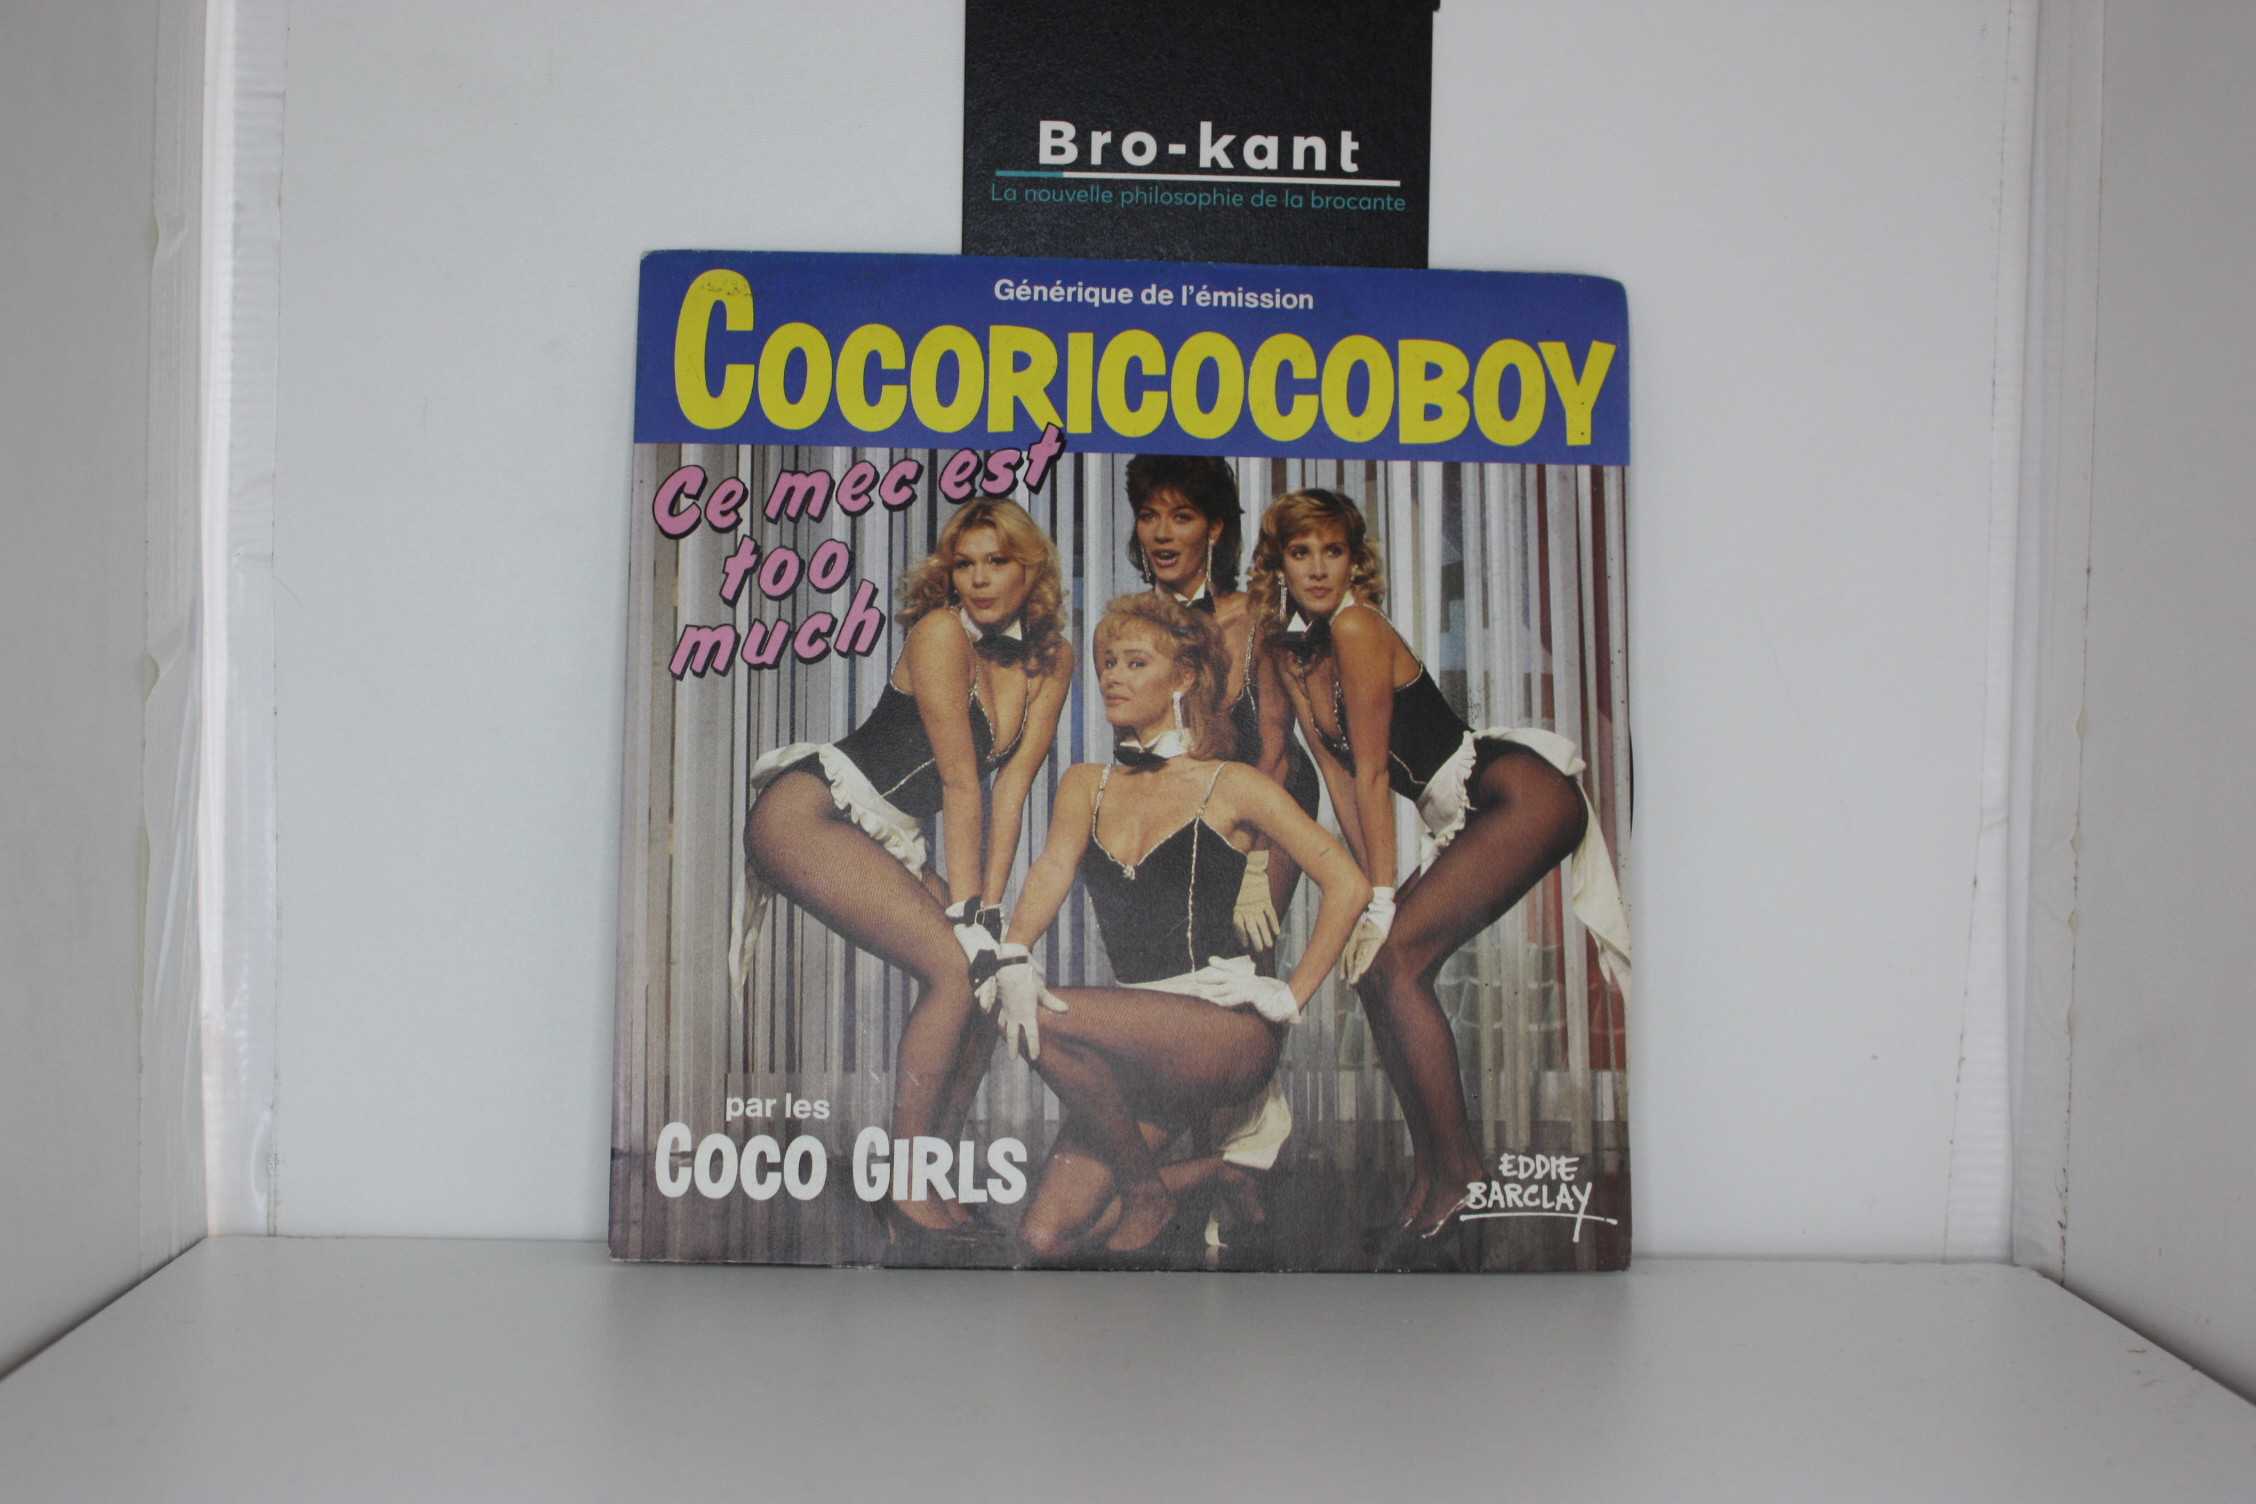 Bro-kant
La nouvelle philosophie de la brocante
Générique de l'émission
COCORICOCOBOY
Ce mec est
too
much
par les
COCO GIRLS
EDDIE
BARCLAY